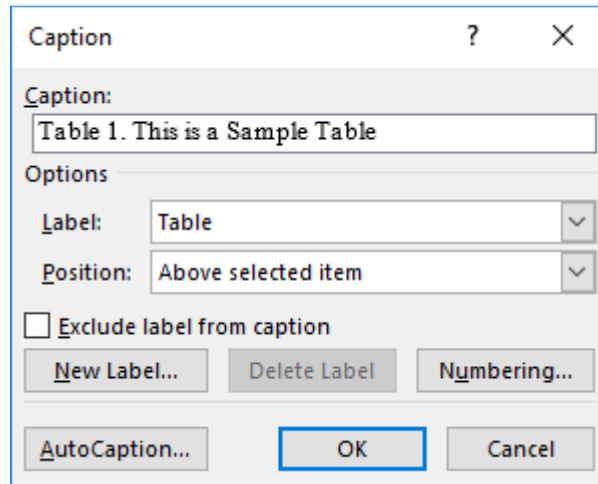 Caption ?
Caption:
Table 1. This is a Sample Table
Options
Label: Table
Position: Above selected item
Exclude label from caption
New Label... Delete Label Numbering...
AutoCaption... OK Cancel